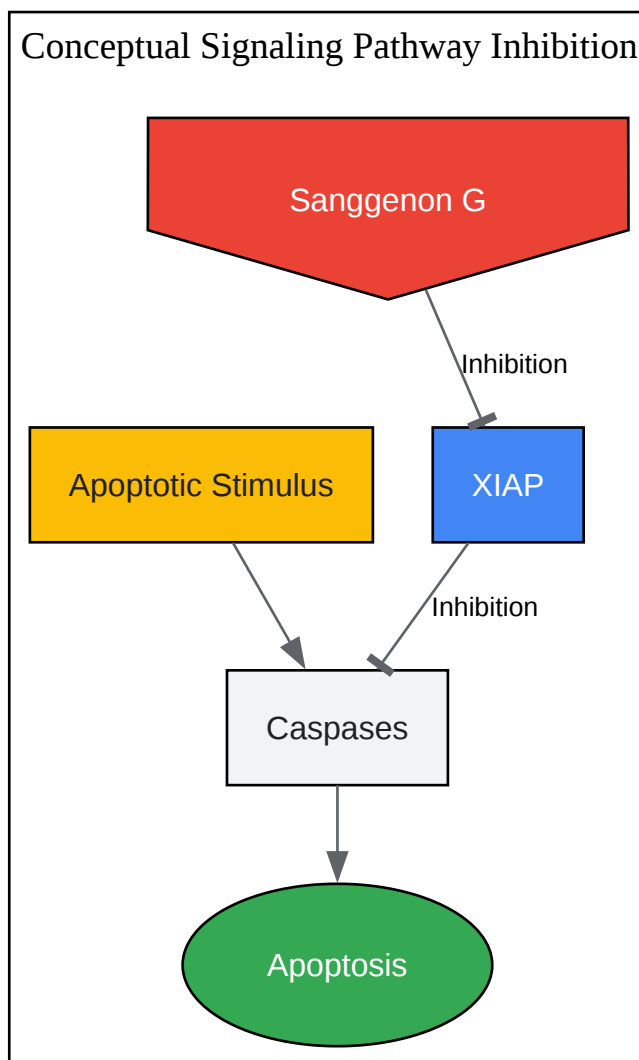 Conceptual Signaling Pathway Inhibition
Sanggenon G
Inhibition
Apoptotic Stimulus
XIAP
Inhibition
Caspases
Apoptosis